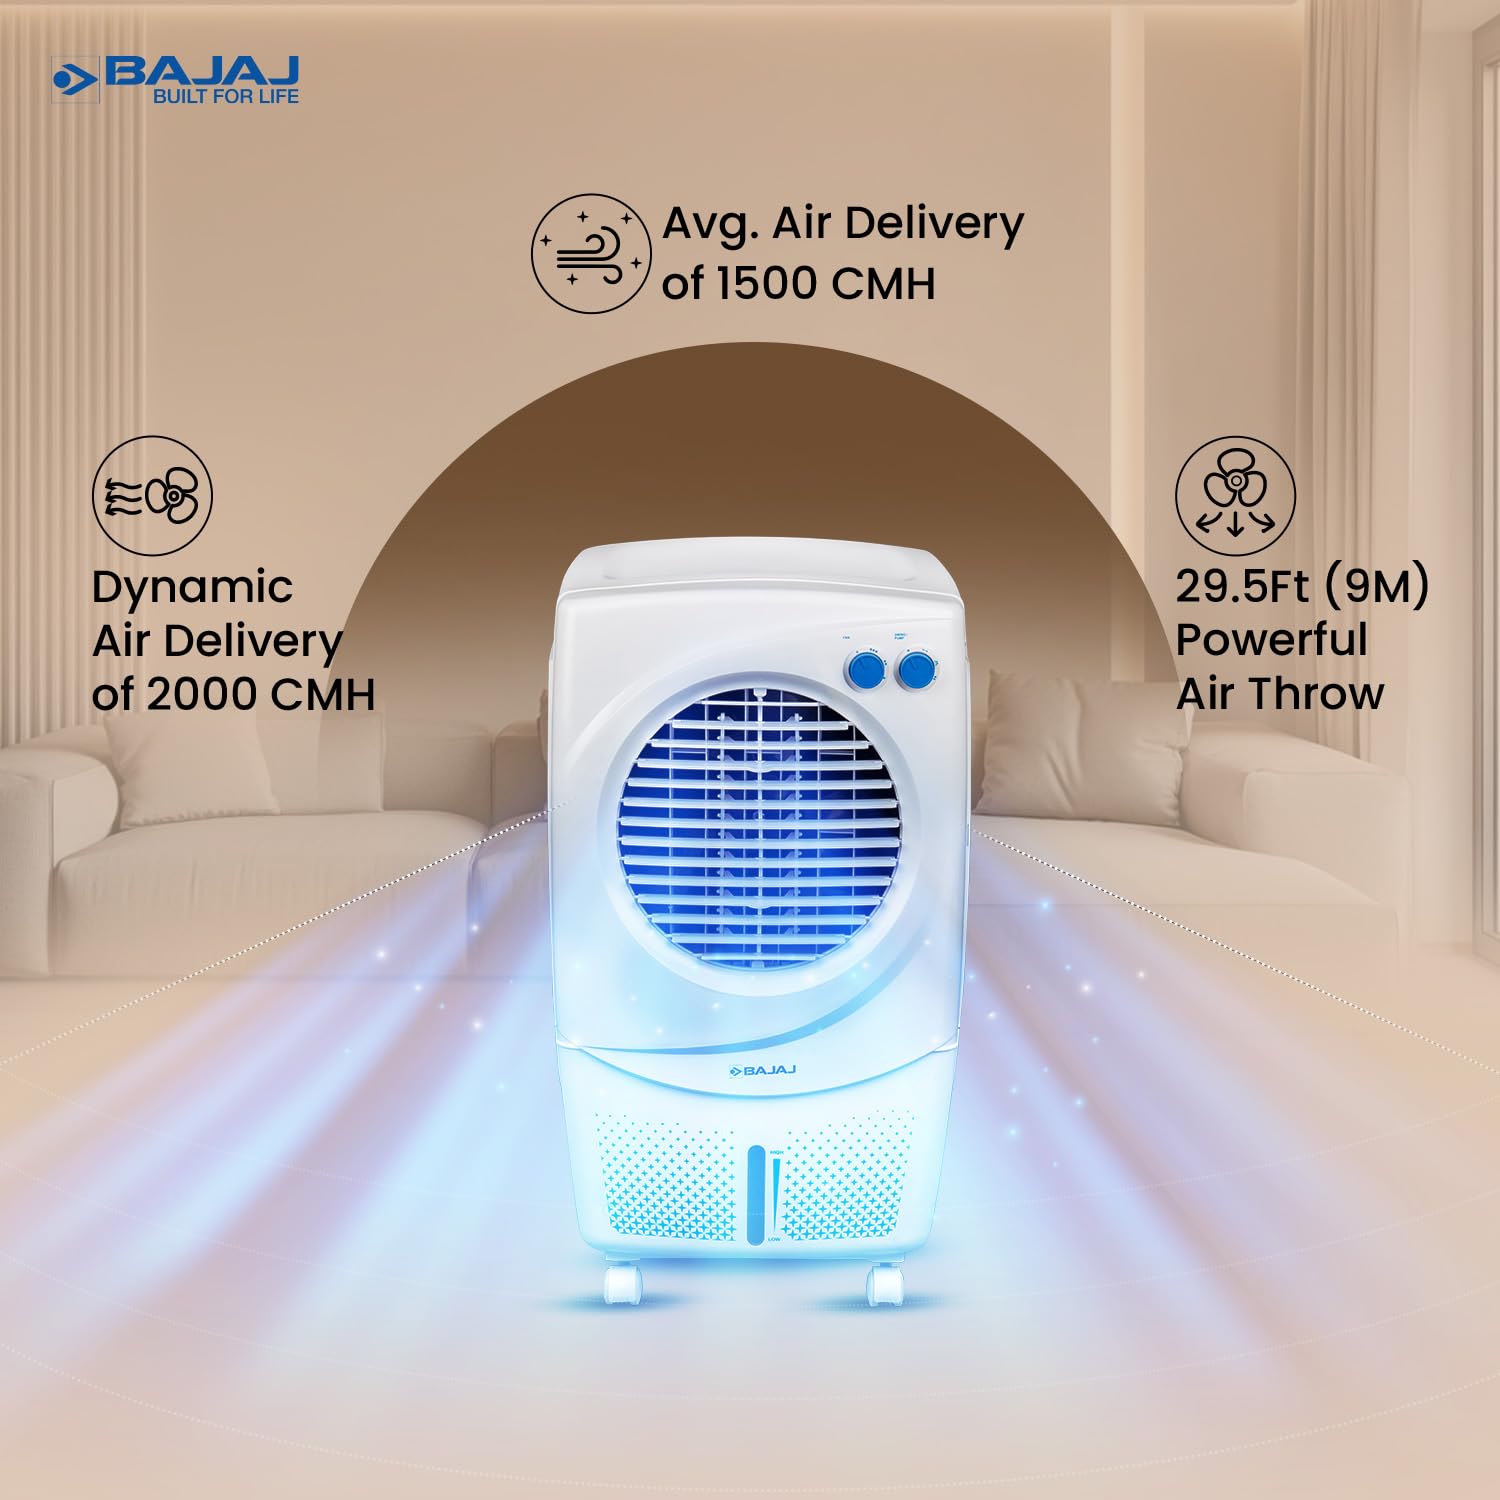 BAJAJ
BUILT FOR LIFE
Avg. Air Delivery
of 1500 CMH
Dynamic
Air Delivery
of 2000 CMH
29.5Ft (9M)
Powerful
Air Throw
FAN
BAJAJ
HIGH
LOW